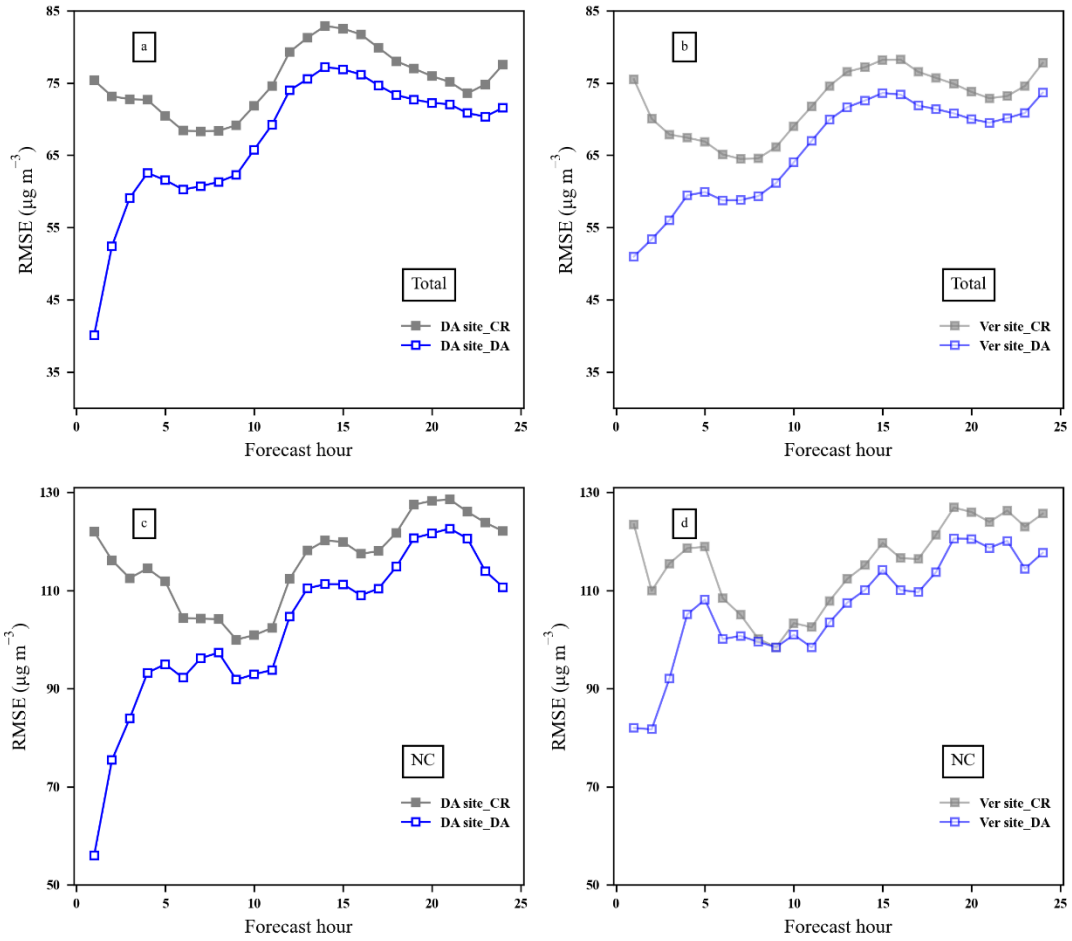 85
75
65
55
45
35
RMSE (μg m⁻³)
a
Total
DA site_CR
DA site_DA
0 5 10 15 20 25
Forecast hour
85
75
65
55
45
35
RMSE (μg m⁻³)
b
Total
Ver site_CR
Ver site_DA
0 5 10 15 20 25
Forecast hour
130
110
90
70
50
RMSE (μg m⁻³)
c
NC
DA site_CR
DA site_DA
0 5 10 15 20 25
Forecast hour
130
110
90
70
50
RMSE (μg m⁻³)
d
NC
Ver site_CR
Ver site_DA
0 5 10 15 20 25
Forecast hour